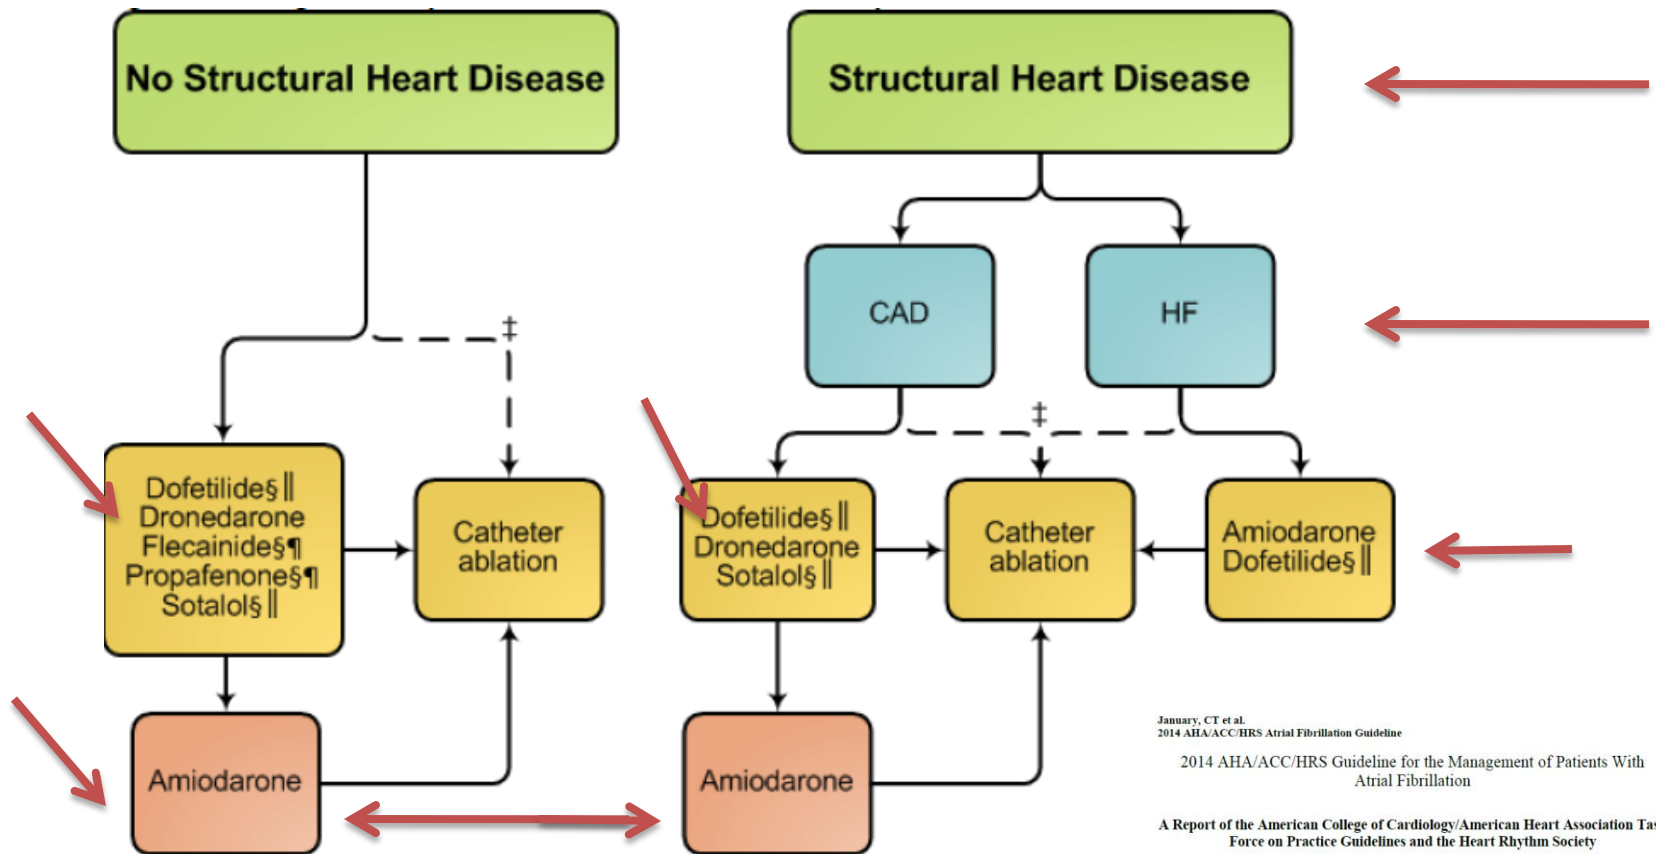 No Structural Heart Disease
Structural Heart Disease
CAD
HF
‡
‡
Dofetilide§ǁ
Dronedarone
Flecainide§¶
Propafenone§¶
Sotalol§ǁ
Catheter
ablation
Dofetilide§ǁ
Dronedarone
Sotalol§ǁ
Catheter
ablation
Amiodarone
Dofetilide§ǁ
Amiodarone
Amiodarone
January, CT et al.
2014 AHA/ACC/HRS Atrial Fibrillation Guideline
2014 AHA/ACC/HRS Guideline for the Management of Patients With
Atrial Fibrillation
A Report of the American College of Cardiology/American Heart Association Tas
Force on Practice Guidelines and the Heart Rhythm Society